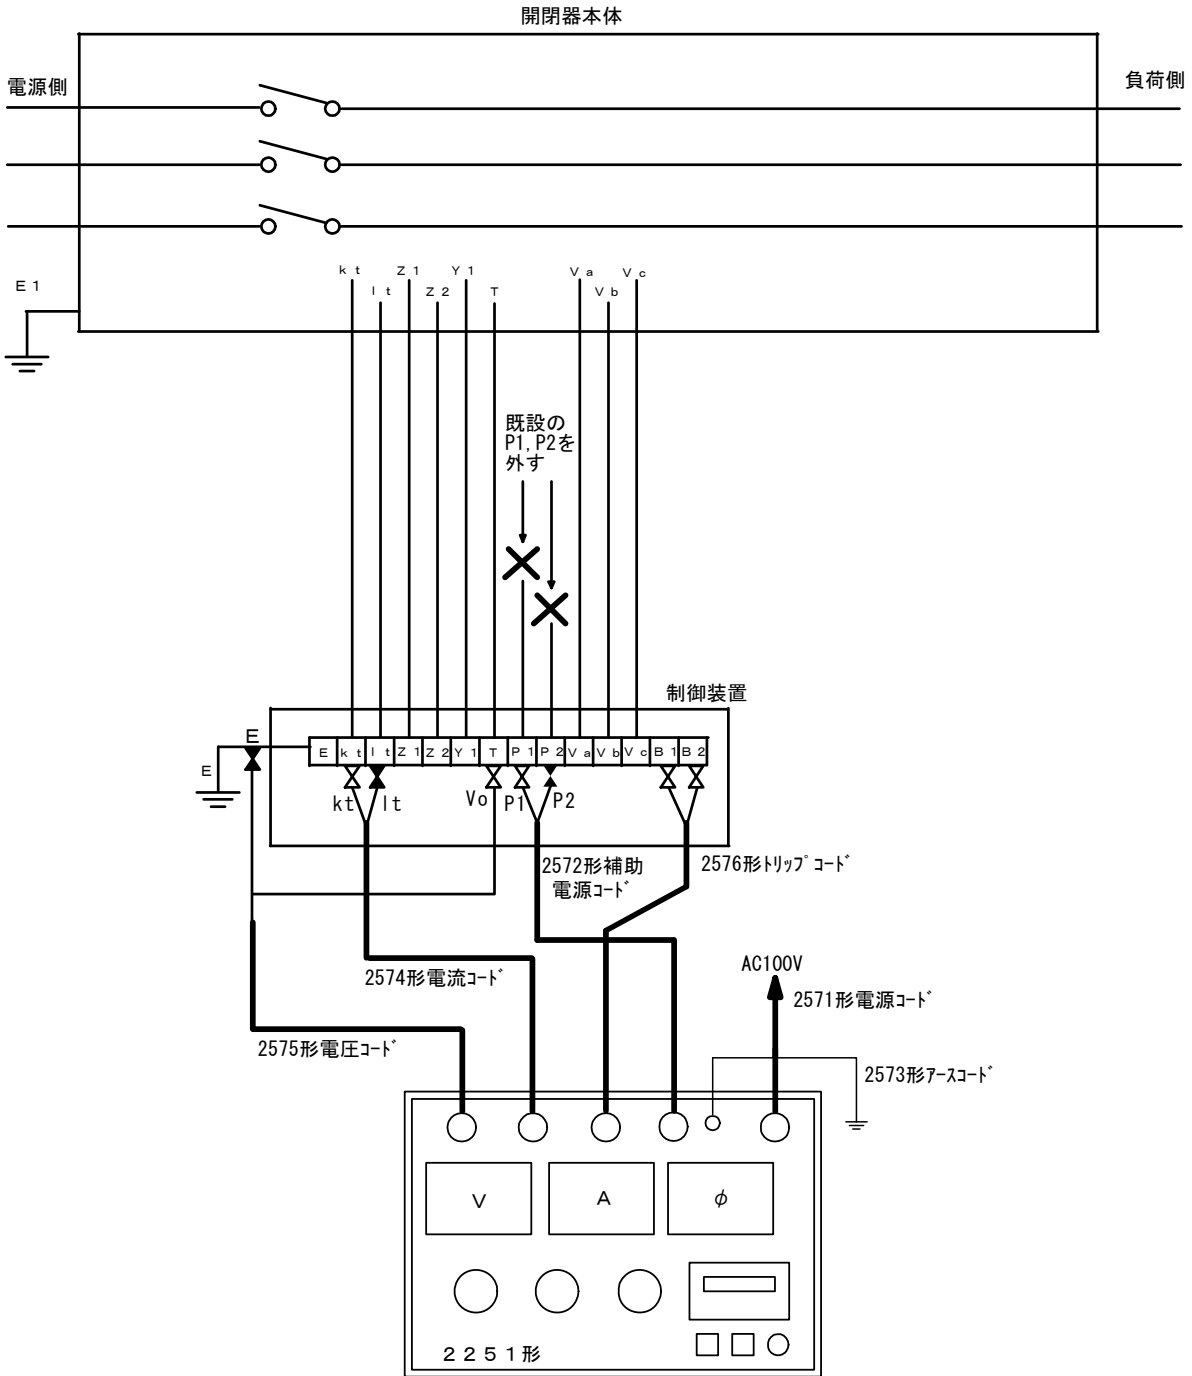 開閉器本体
電源側
負荷側
E1
kt
lt
Z1
Z2
Y1
T
Va
Vb
Vc
既設の
P1, P2を
外す
制御装置
E
E
E kt lt Z1 Z2 Y1 T P1 P2 Va Vb Vc B1 B2
kt
lt
Vo
P1
P2
2572形補助
電源ｺｰﾄﾞ
2576形ﾄﾘｯﾌﾟｺｰﾄﾞ
2574形電流ｺｰﾄﾞ
AC100V
2571形電源ｺｰﾄﾞ
2575形電圧ｺｰﾄﾞ
2573形ｱｰｽｺｰﾄﾞ
V
A
φ
2251形